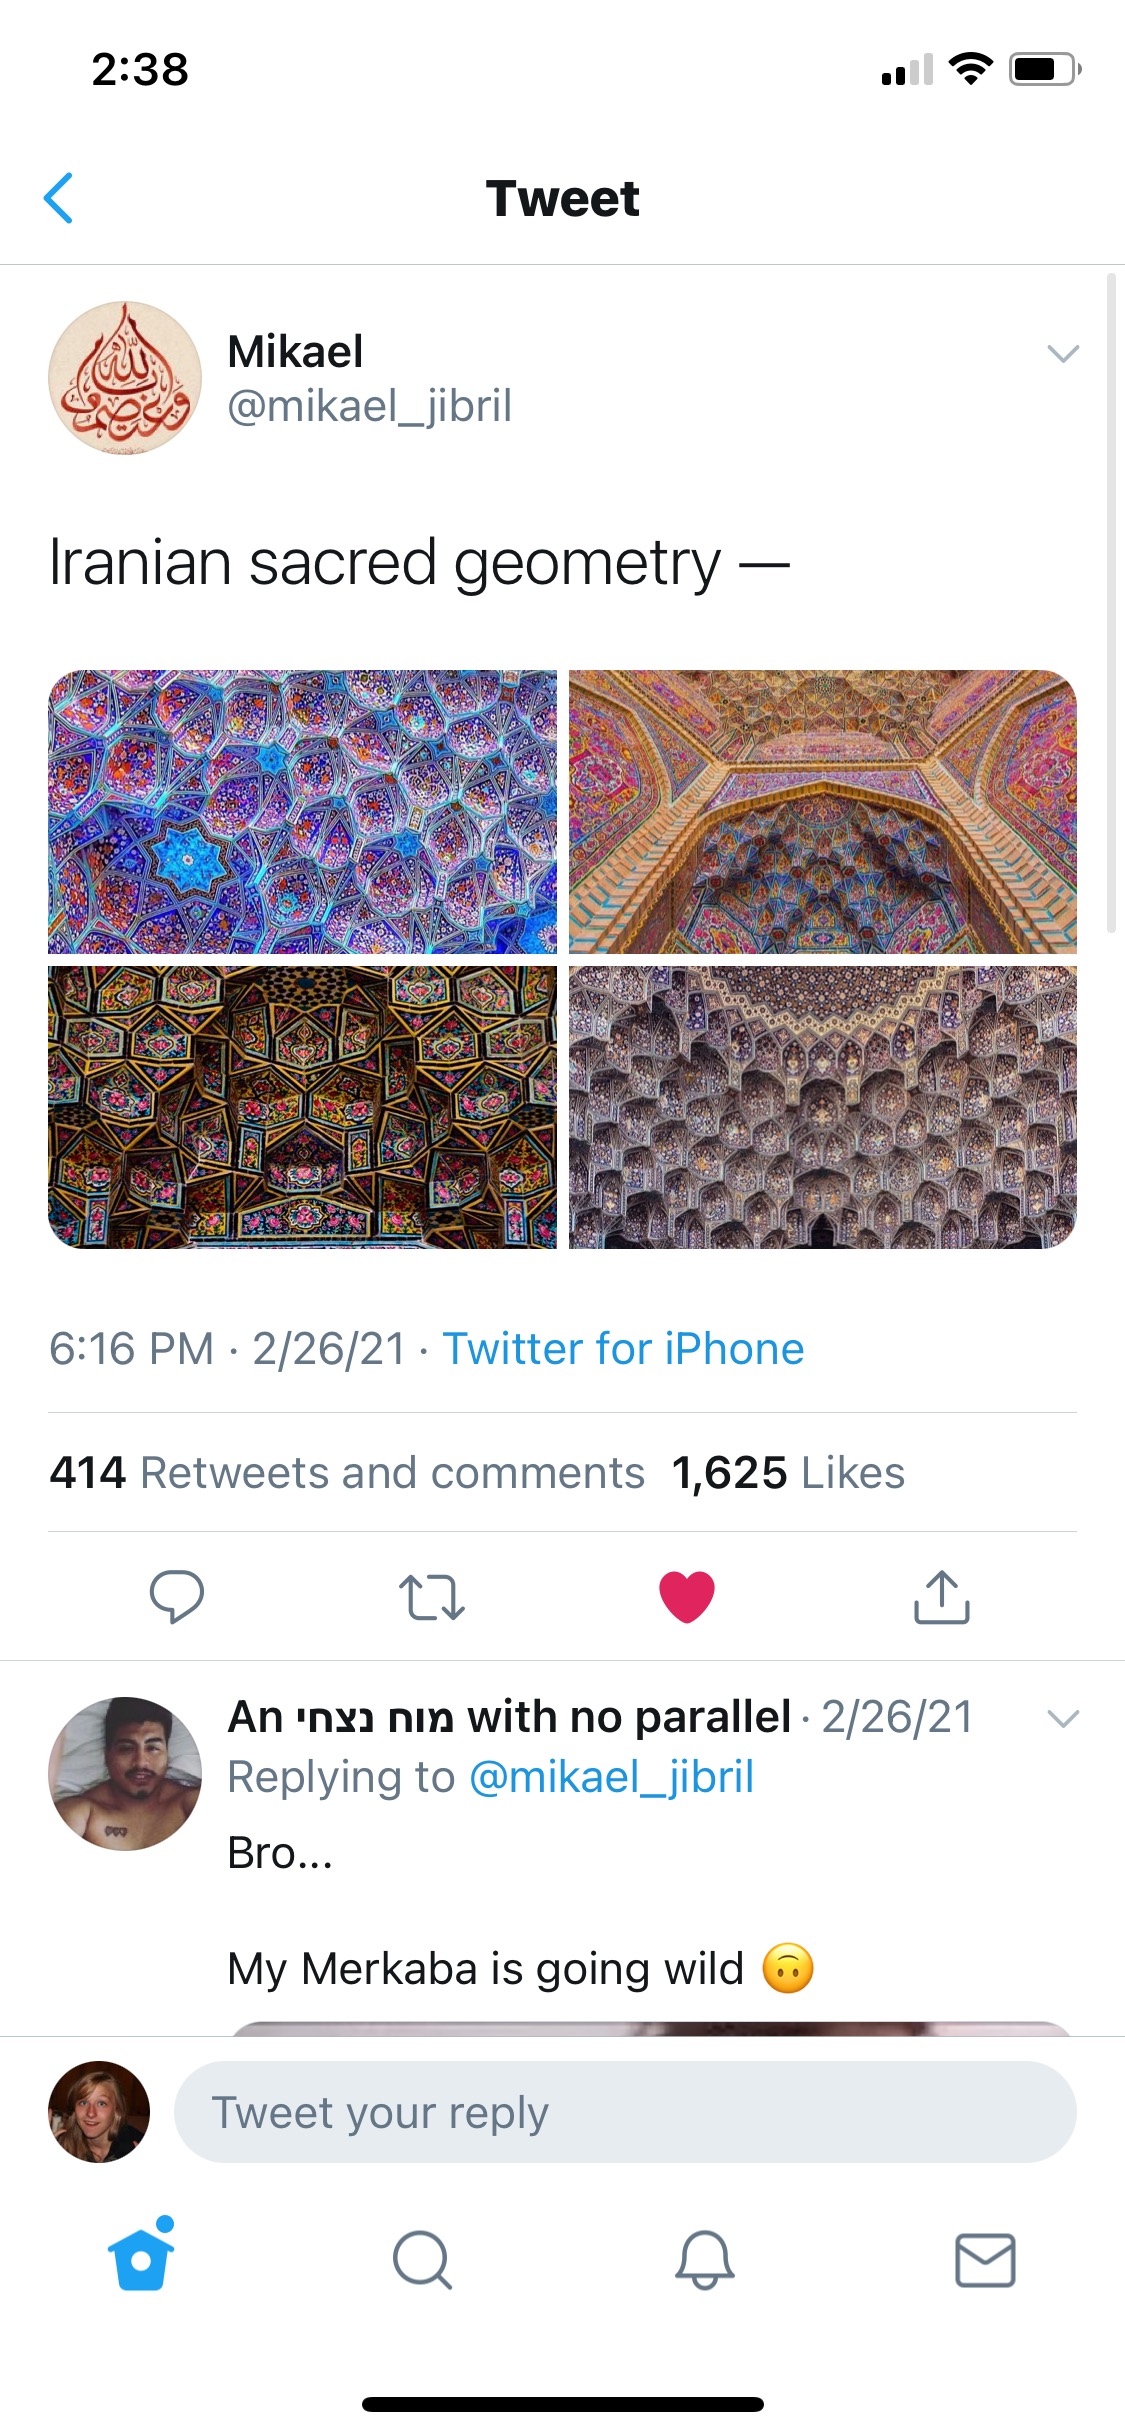 2:38
Tweet
Mikael
@mikael_jibril
Iranian sacred geometry —
6:16 PM · 2/26/21 · Twitter for iPhone
414 Retweets and comments 1,625 Likes
An מוח נצחי with no parallel · 2/26/21
Replying to @mikael_jibril
Bro...
My Merkaba is going wild 🙃
Tweet your reply